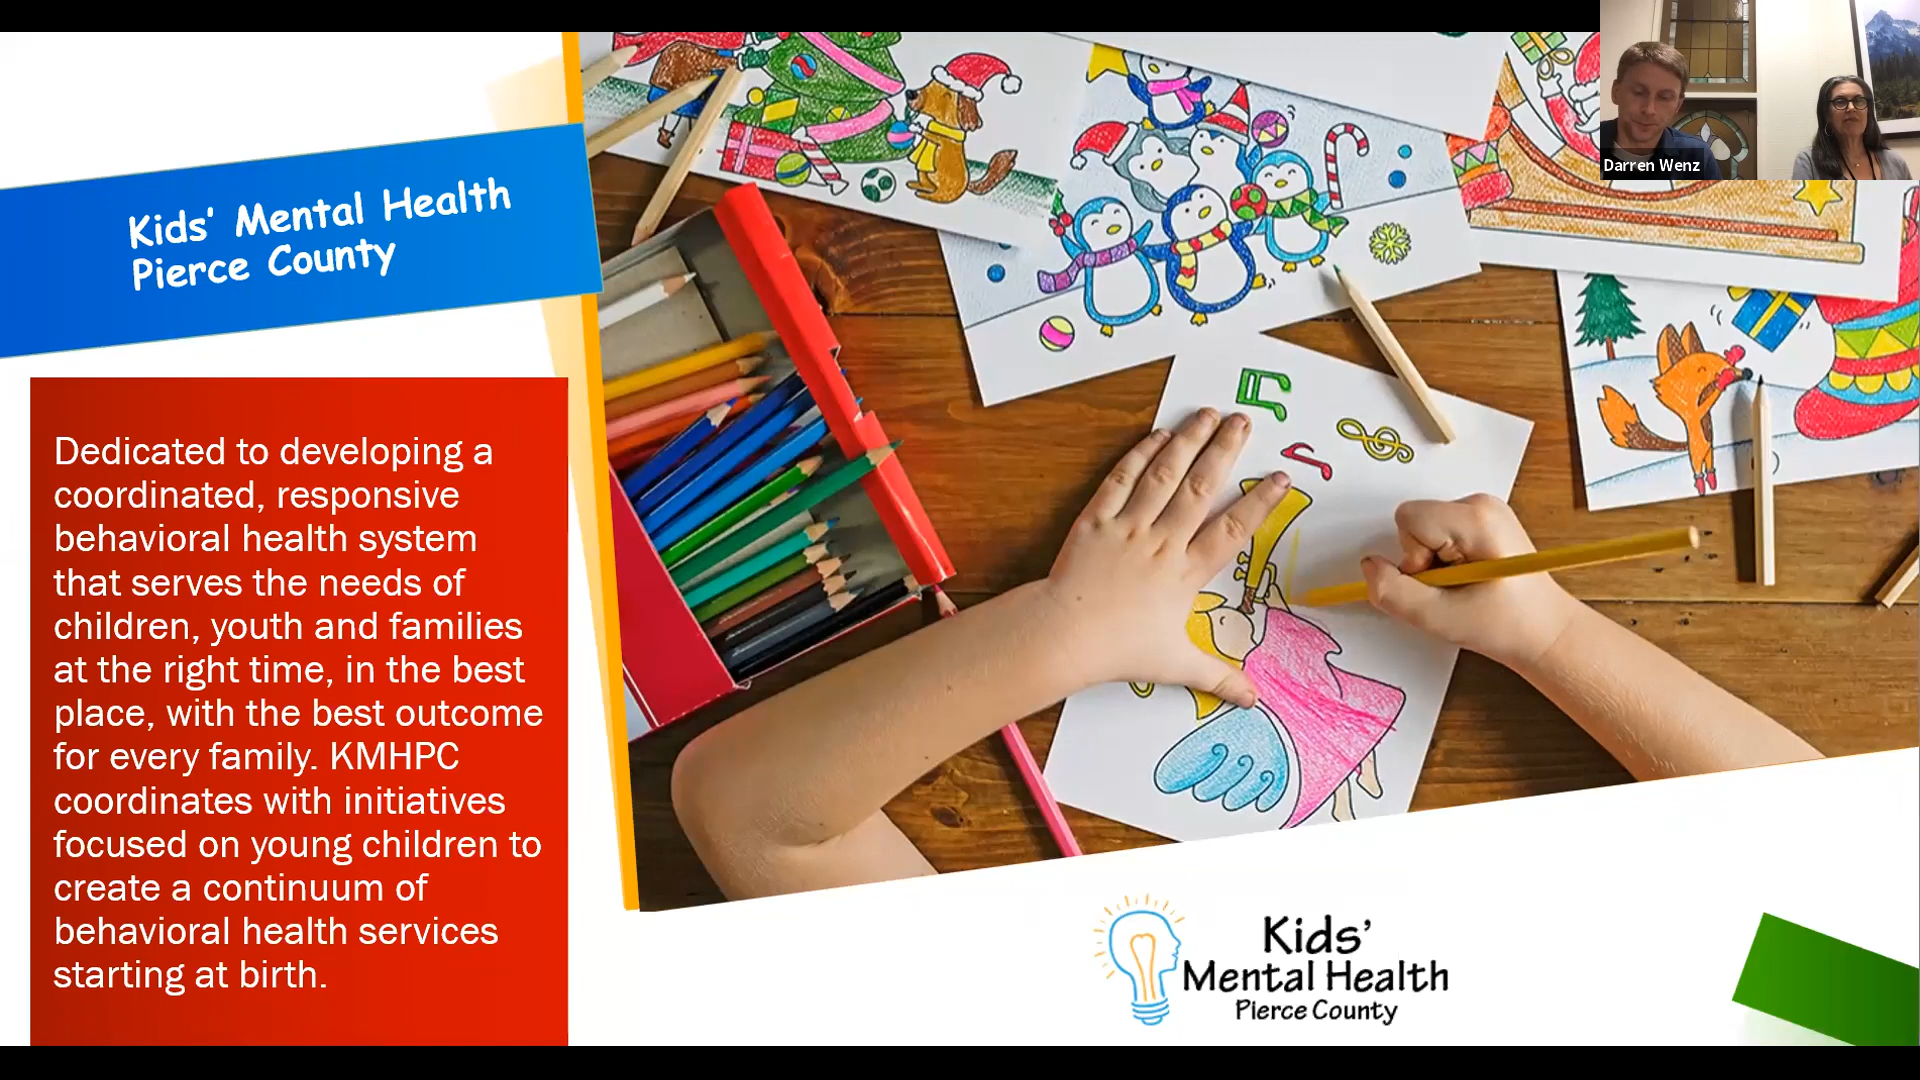 Kids’ Mental Health
Pierce County
Dedicated to developing a
coordinated, responsive
behavioral health system
that serves the needs of
children, youth and families
at the right time, in the best
place, with the best outcome
for every family. KMHPC
coordinates with initiatives
focused on young children to
create a continuum of
behavioral health services
starting at birth.
Darren Wenz
Kids’
Mental Health
Pierce County